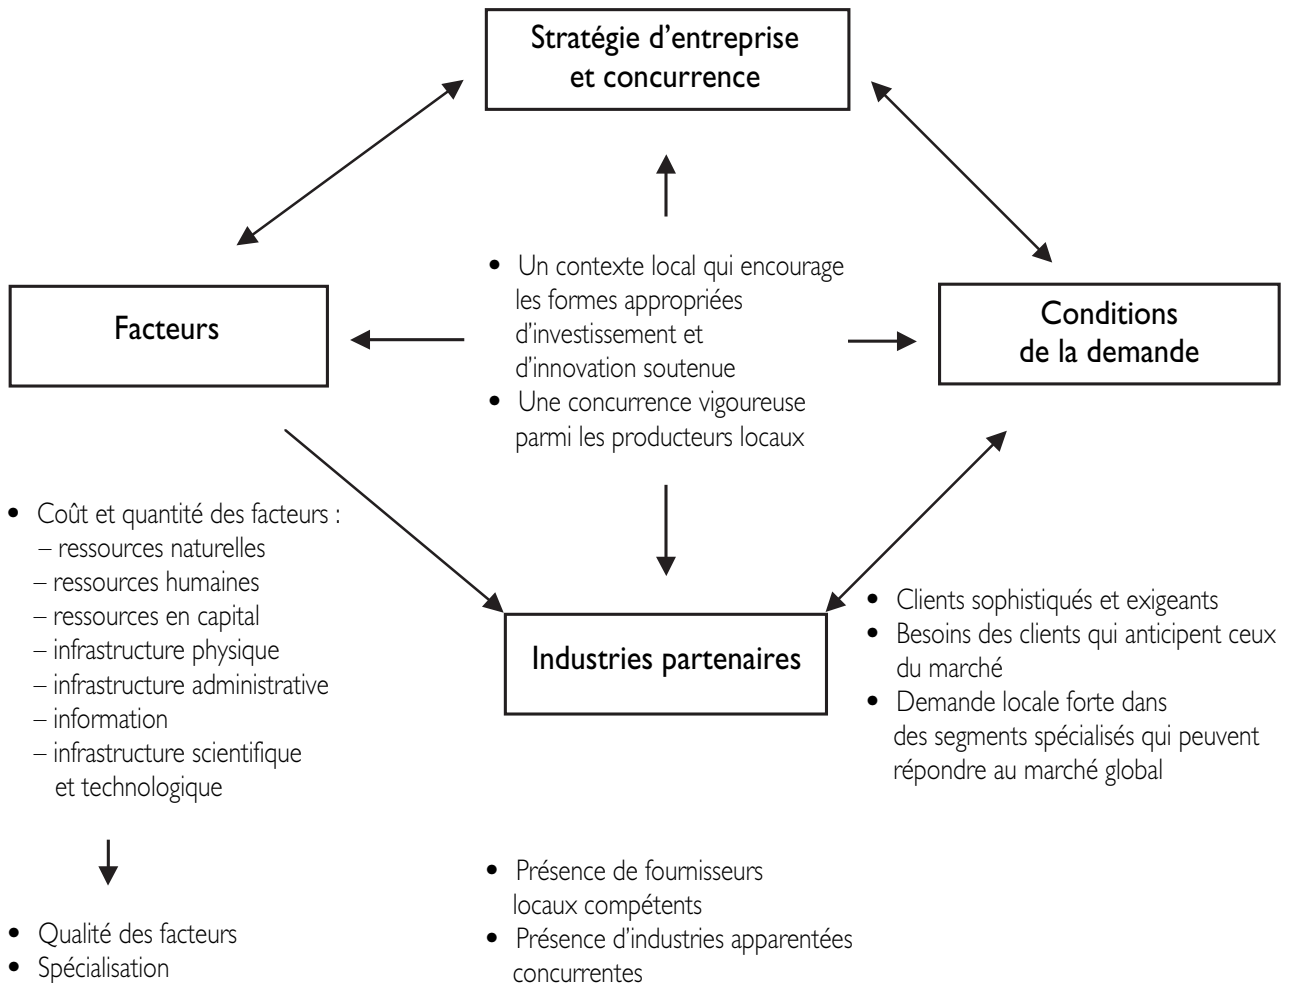 Stratégie d’entreprise
et concurrence
Facteurs
• Un contexte local qui encourage
les formes appropriées
d’investissement et
d’innovation soutenue
• Une concurrence vigoureuse
parmi les producteurs locaux
Conditions
de la demande
• Coût et quantité des facteurs :
– ressources naturelles
– ressources humaines
– ressources en capital
– infrastructure physique
– infrastructure administrative
– information
– infrastructure scientifique
et technologique
• Qualité des facteurs
• Spécialisation
Industries partenaires
• Présence de fournisseurs
locaux compétents
• Présence d’industries apparentées
concurrentes
• Clients sophistiqués et exigeants
• Besoins des clients qui anticipent ceux
du marché
• Demande locale forte dans
des segments spécialisés qui peuvent
répondre au marché global